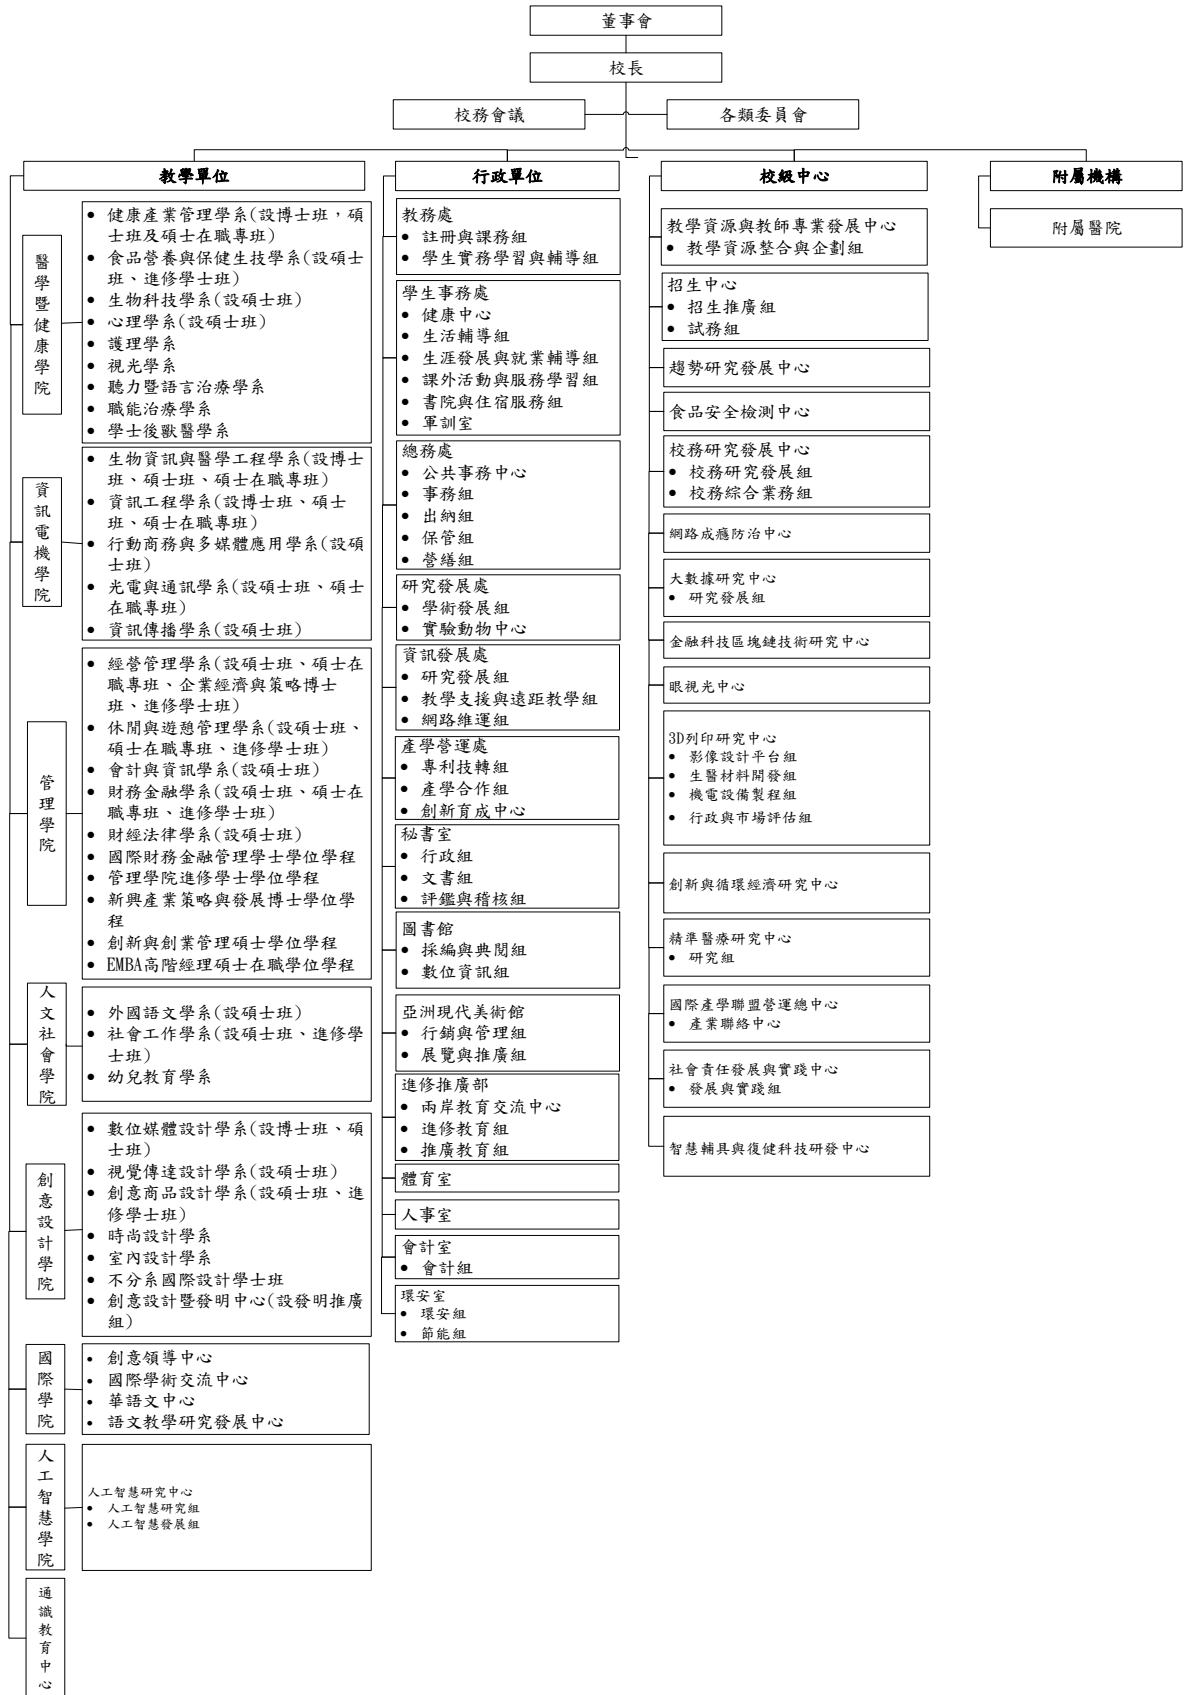 董事會
校長
校務會議
各類委員會
教學單位
醫學暨健康學院
• 健康產業管理學系(設博士班，碩
士班及碩士在職專班)
• 食品營養與保健生技學系(設碩士
班、進修學士班)
• 生物科技學系(設碩士班)
• 心理學系(設碩士班)
• 護理學系
• 視光學系
• 聽力暨語言治療學系
• 職能治療學系
• 學士後獸醫學系
資訊電機學院
• 生物資訊與醫學工程學系(設博士
班、碩士班、碩士在職專班)
• 資訊工程學系(設博士班、碩士
班、碩士在職專班)
• 行動商務與多媒體應用學系(設碩
士班)
• 光電與通訊學系(設碩士班、碩士
在職專班)
• 資訊傳播學系(設碩士班)
管理學院
• 經營管理學系(設碩士班、碩士在
職專班、企業經濟與策略博士
班、進修學士班)
• 休閒與遊憩管理學系(設碩士班、
碩士在職專班、進修學士班)
• 會計與資訊學系(設碩士班)
• 財務金融學系(設碩士班、碩士在
職專班、進修學士班)
• 財經法律學系(設碩士班)
• 國際財務金融管理學士學位學程
• 管理學院進修學士學位學程
• 新興產業策略與發展博士學位學
程
• 創新與創業管理碩士學位學程
• EMBA高階經理碩士在職學位學程
人文社會學院
• 外國語文學系(設碩士班)
• 社會工作學系(設碩士班、進修學
士班)
• 幼兒教育學系
創意設計學院
• 數位媒體設計學系(設博士班、碩
士班)
• 視覺傳達設計學系(設碩士班)
• 創意商品設計學系(設碩士班、進
修學士班)
• 時尚設計學系
• 室內設計學系
• 不分系國際設計學士班
• 創意設計暨發明中心(設發明推廣
組)
國際學院
• 創意領導中心
• 國際學術交流中心
• 華語文中心
• 語文教學研究發展中心
人工智慧學院
人工智慧研究中心
• 人工智慧研究組
• 人工智慧發展組
通識教育中心
行政單位
教務處
• 註冊與課務組
• 學生實務學習與輔導組
學生事務處
• 健康中心
• 生活輔導組
• 生涯發展與就業輔導組
• 課外活動與服務學習組
• 書院與住宿服務組
• 軍訓室
總務處
• 公共事務中心
• 事務組
• 出納組
• 保管組
• 營繕組
研究發展處
• 學術發展組
• 實驗動物中心
資訊發展處
• 研究發展組
• 教學支援與遠距教學組
• 網路維運組
產學營運處
• 專利技轉組
• 產學合作組
• 創新育成中心
秘書室
• 行政組
• 文書組
• 評鑑與稽核組
圖書館
• 採編與典閱組
• 數位資訊組
亞洲現代美術館
• 行銷與管理組
• 展覽與推廣組
進修推廣部
• 兩岸教育交流中心
• 進修教育組
• 推廣教育組
體育室
人事室
會計室
• 會計組
環安室
• 環安組
• 節能組
校級中心
教學資源與教師專業發展中心
• 教學資源整合與企劃組
招生中心
• 招生推廣組
• 試務組
趨勢研究發展中心
食品安全檢測中心
校務研究發展中心
• 校務研究發展組
• 校務綜合業務組
網路成癮防治中心
大數據研究中心
• 研究發展組
金融科技區塊鏈技術研究中心
眼視光中心
3D列印研究中心
• 影像設計平台組
• 生醫材料開發組
• 機電設備製程組
• 行政與市場評估組
創新與循環經濟研究中心
精準醫療研究中心
• 研究組
國際產學聯盟營運總中心
• 產業聯絡中心
社會責任發展與實踐中心
• 發展與實踐組
智慧輔具與復健科技研發中心
附屬機構
附屬醫院